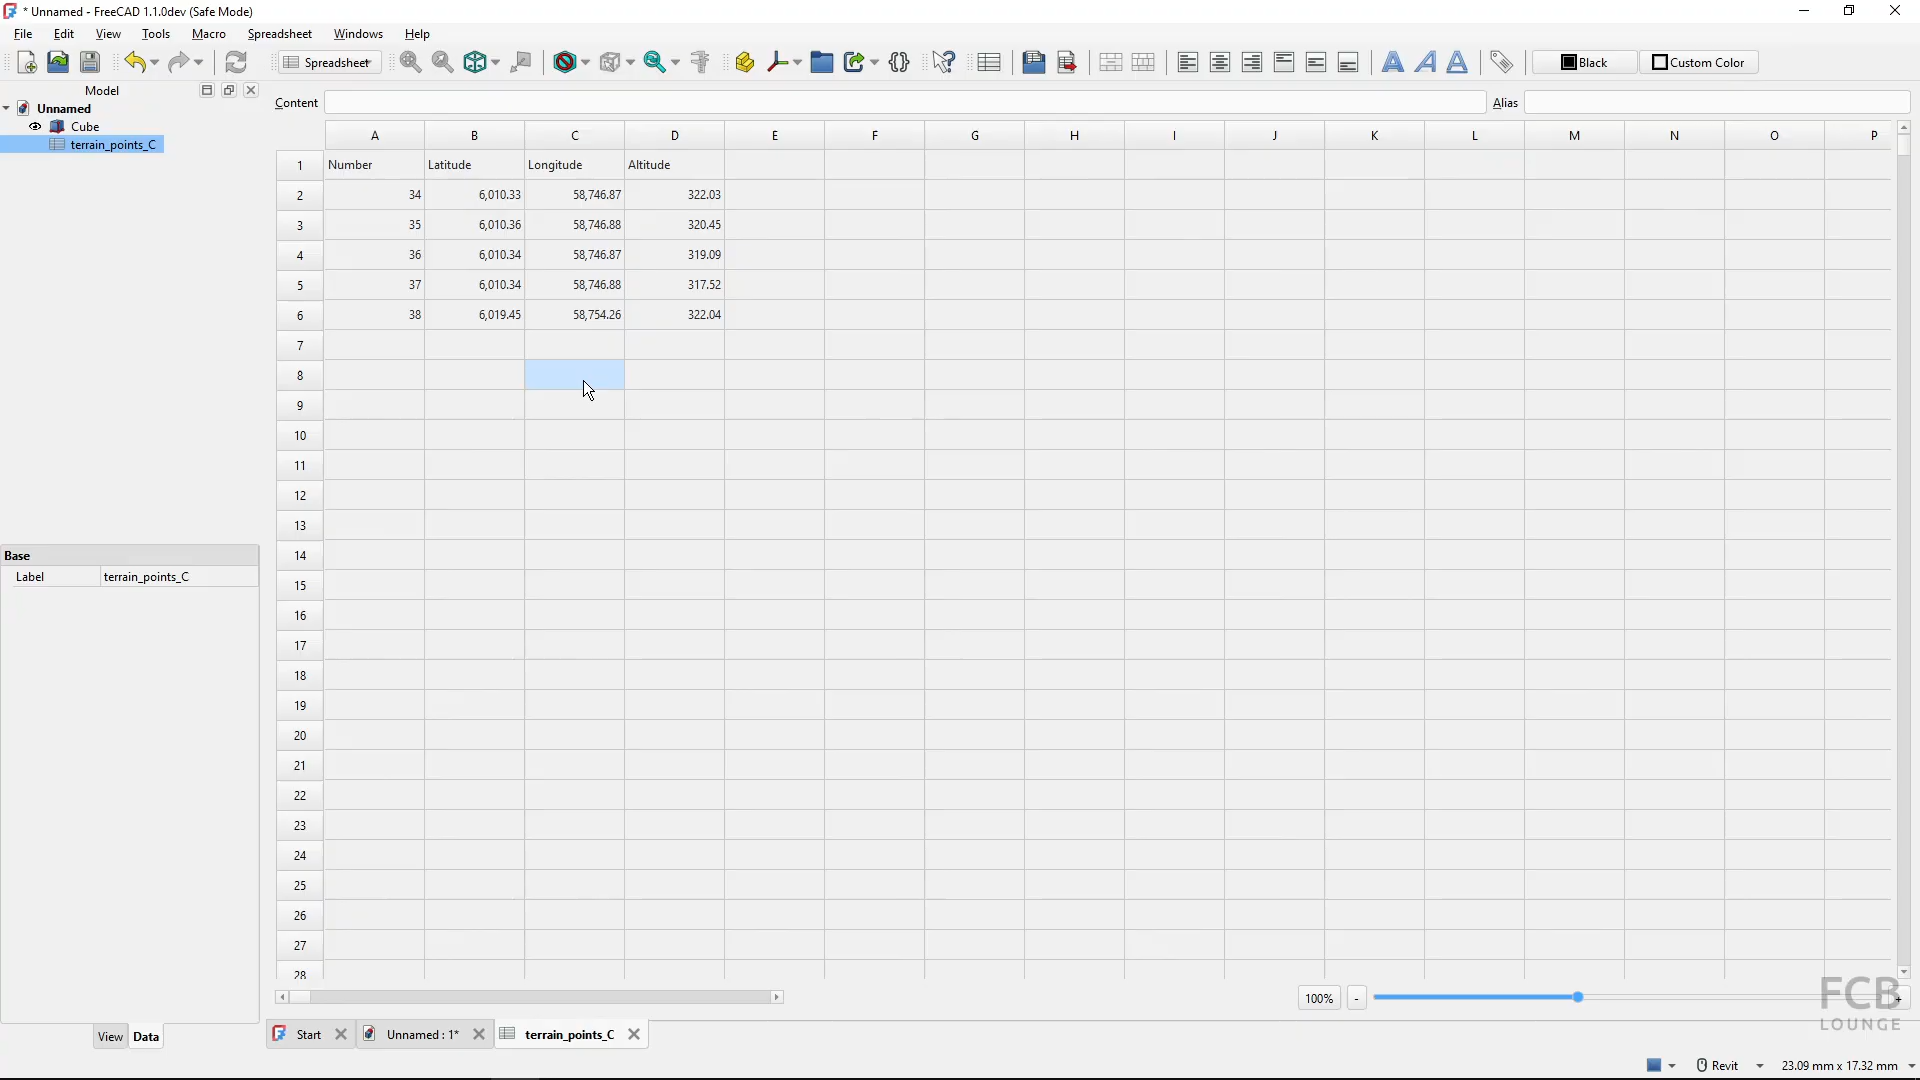 * Unnamed - FreeCAD 1.1.0dev (Safe Mode)
File Edit View Tools Macro Spreadsheet Windows Help
Spreadsheet
Black
Custom Color
Model
Content
Alias
Unnamed
Cube
terrain_points_C
A B C D E F G H I J K L M N O P
1 Number Latitude Longitude Altitude
2 34 6,010.33 58,746.87 322.03
3 35 6,010.36 58,746.88 320.45
4 36 6,010.34 58,746.87 319.09
5 37 6,010.34 58,746.88 317.52
6 38 6,019.45 58,754.26 322.04
7
8
9
10
11
12
13
14
15
16
17
18
19
20
21
22
23
24
25
26
27
28
Base
Label terrain_points_C
100% - +
FCB
LOUNGE
View Data
Start Unnamed : 1* terrain_points_C
Revit 23.09 mm x 17.32 mm